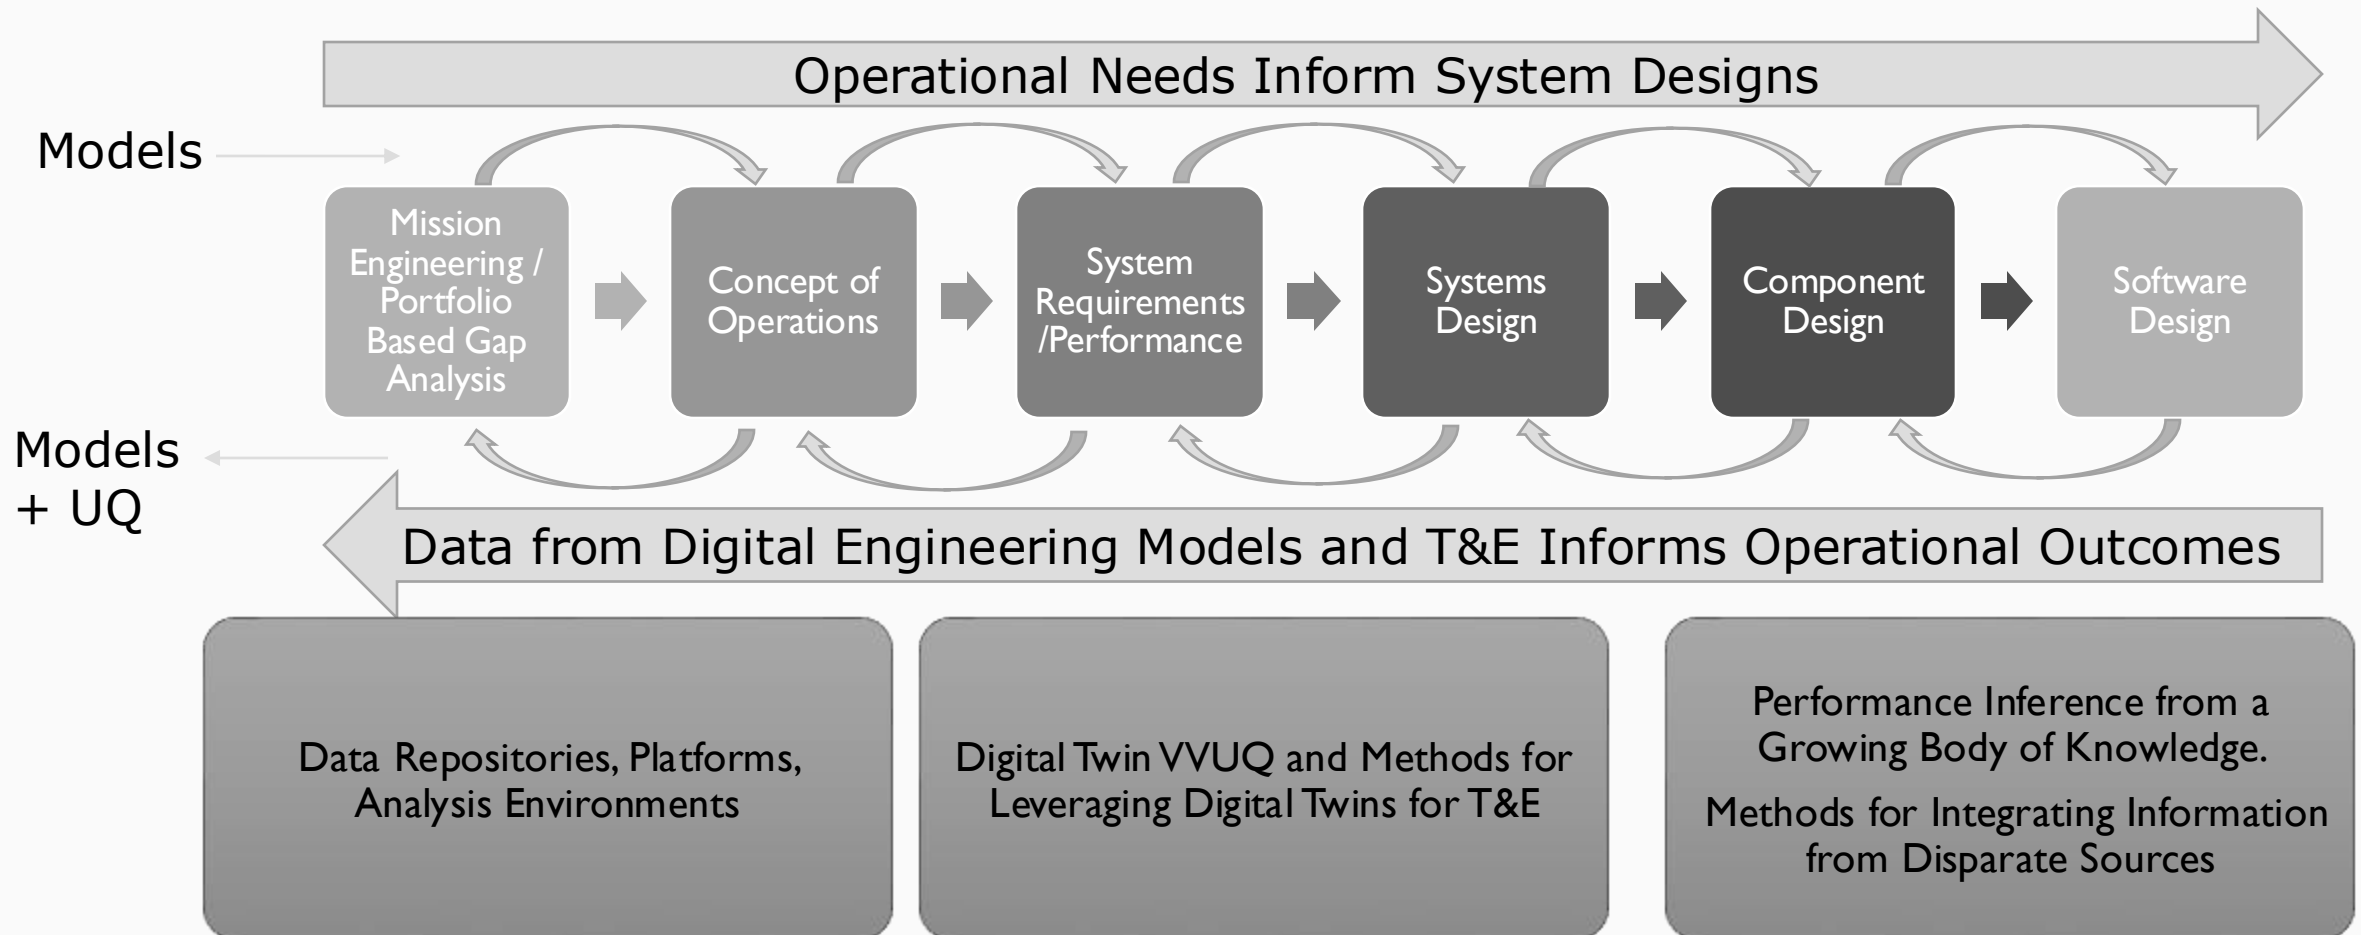 Operational Needs Inform System Designs
Models
Mission
Engineering /
Portfolio
Based Gap
Analysis
Concept of
Operations
System
Requirements
/Performance
Systems
Design
Component
Design
Software
Design
Models
+ UQ
Data from Digital Engineering Models and T&E Informs Operational Outcomes
Data Repositories, Platforms,
Analysis Environments
Digital Twin VVUQ and Methods for
Leveraging Digital Twins for T&E
Performance Inference from a
Growing Body of Knowledge.
Methods for Integrating Information
from Disparate Sources